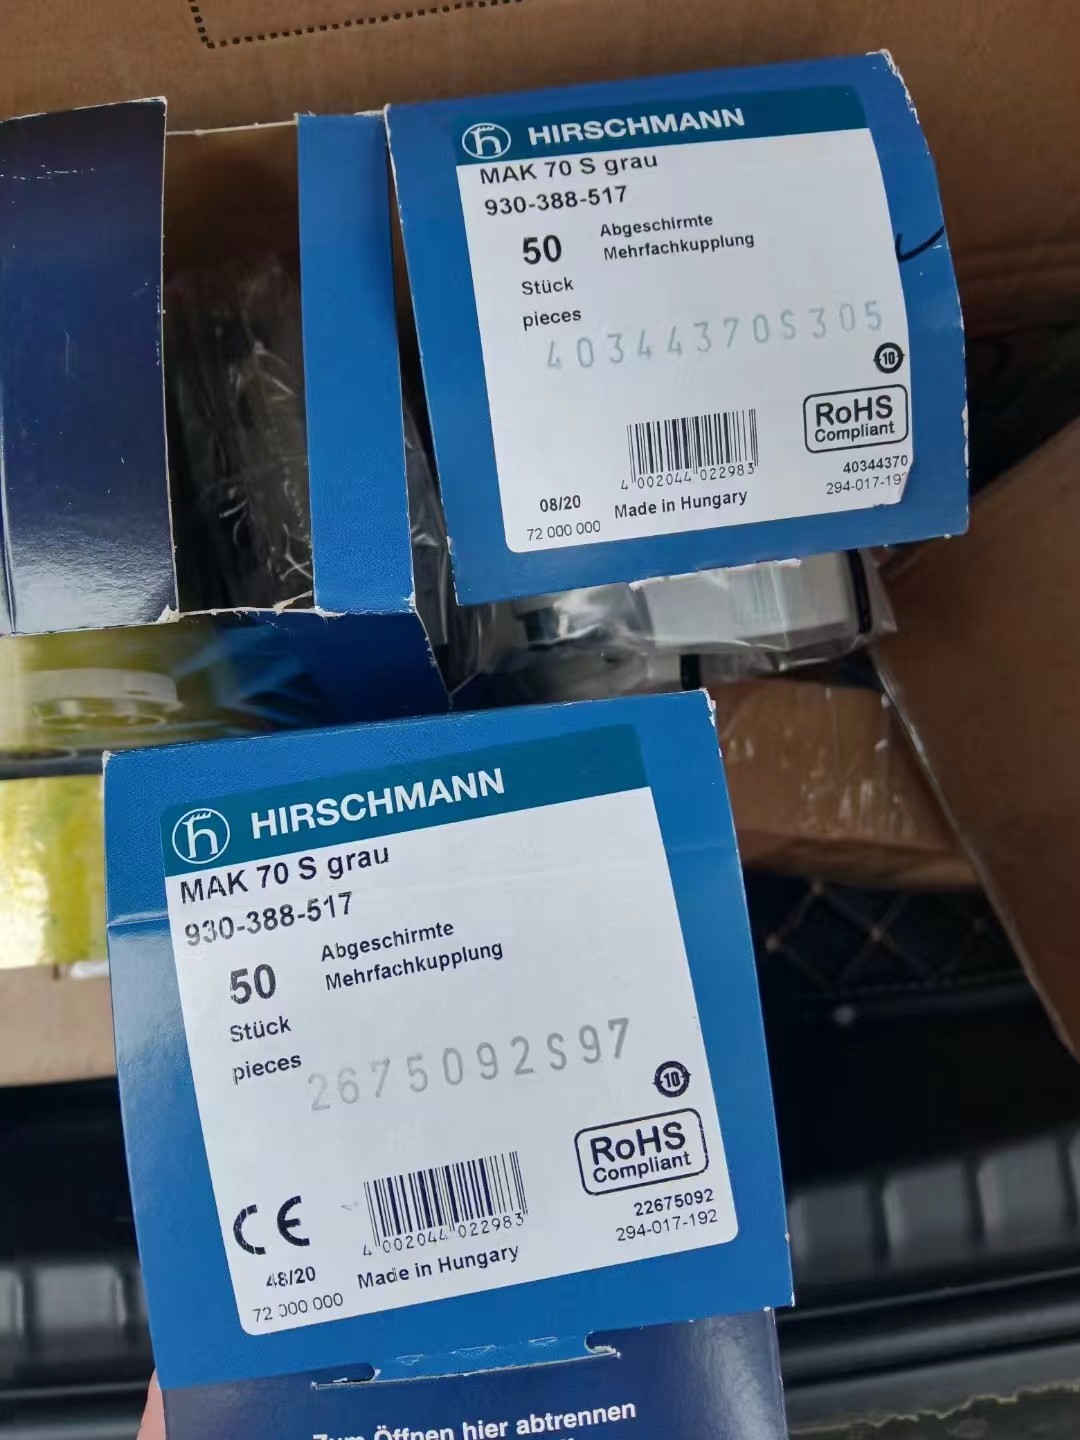 HIRSCHMANN
MAK 70 S grau
930-388-517
50
Abgeschirmte
Mehrfachkupplung
Stück
pieces
40344370S305
10
RoHS
Compliant
4 002044 022983
40344370
294-017-192
08/20
Made in Hungary
72 000 000
HIRSCHMANN
MAK 70 S grau
930-388-517
50
Abgeschirmte
Mehrfachkupplung
Stück
pieces
2675092S97
10
RoHS
Compliant
CE
4 002044 022983
22675092
294-017-192
48/20
Made in Hungary
72 000 000
Zum Öffnen hier abtrennen